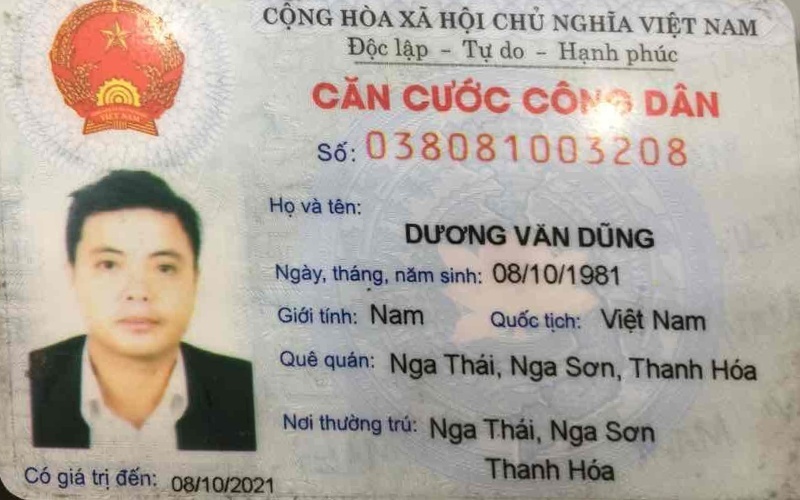 CỘNG HÒA XÃ HỘI CHỦ NGHĨA VIỆT NAM
Độc lập - Tự do - Hạnh phúc
CĂN CƯỚC CÔNG DÂN
Số: 038081003208
Họ và tên:
DƯƠNG VĂN DŨNG
Ngày, tháng, năm sinh: 08/10/1981
Giới tính: Nam Quốc tịch: Việt Nam
Quê quán: Nga Thái, Nga Sơn, Thanh Hóa
Nơi thường trú: Nga Thái, Nga Sơn
Thanh Hóa
Có giá trị đến: 08/10/2021